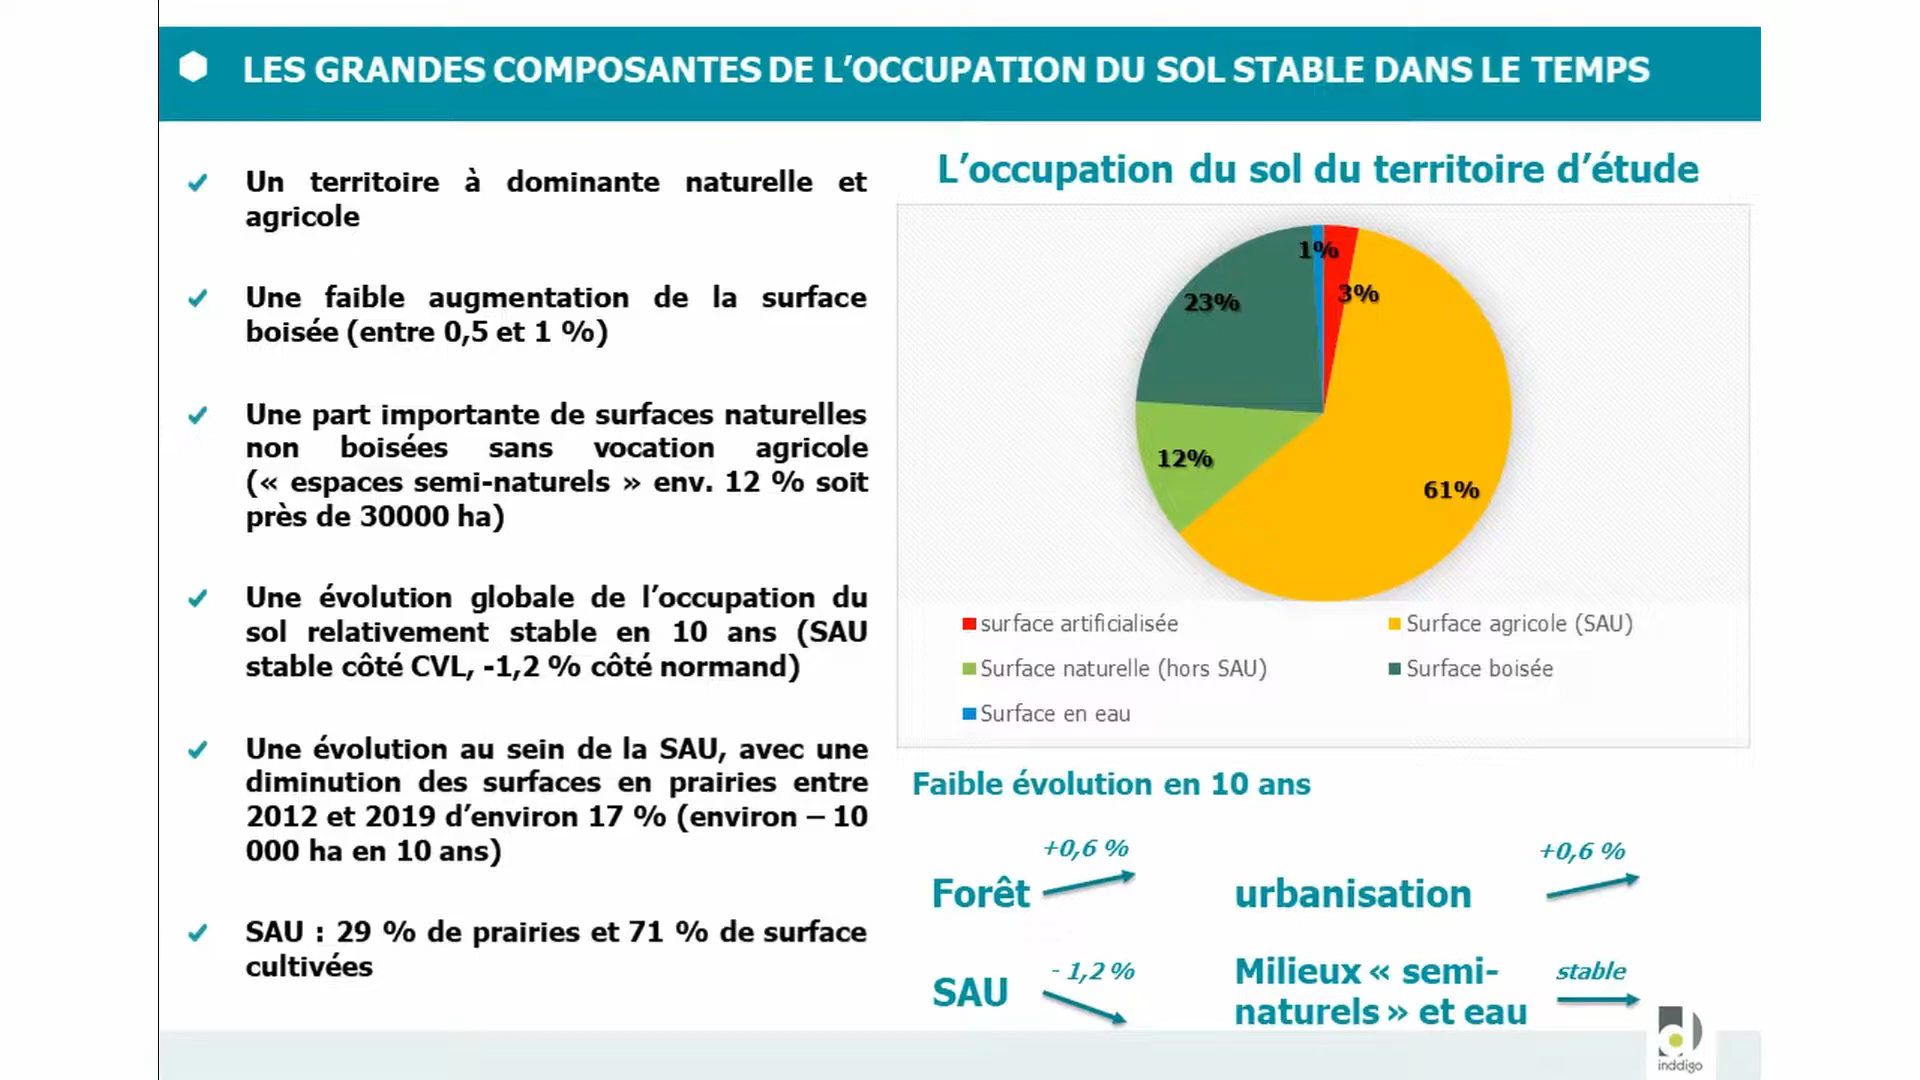 LES GRANDES COMPOSANTES DE L’OCCUPATION DU SOL STABLE DANS LE TEMPS
Un territoire à dominante naturelle et
agricole
Une faible augmentation de la surface
boisée (entre 0,5 et 1 %)
Une part importante de surfaces naturelles
non boisées sans vocation agricole
(« espaces semi-naturels » env. 12 % soit
près de 30000 ha)
Une évolution globale de l’occupation du
sol relativement stable en 10 ans (SAU
stable côté CVL, -1,2 % côté normand)
Une évolution au sein de la SAU, avec une
diminution des surfaces en prairies entre
2012 et 2019 d’environ 17 % (environ – 10
000 ha en 10 ans)
SAU : 29 % de prairies et 71 % de surface
cultivées
L’occupation du sol du territoire d’étude
1%
3%
23%
12%
61%
surface artificialisée
Surface agricole (SAU)
Surface naturelle (hors SAU)
Surface boisée
Surface en eau
Faible évolution en 10 ans
+0,6 %
Forêt
+0,6 %
urbanisation
- 1,2 %
SAU
Milieux « semi-
naturels » et eau
stable
inddigo